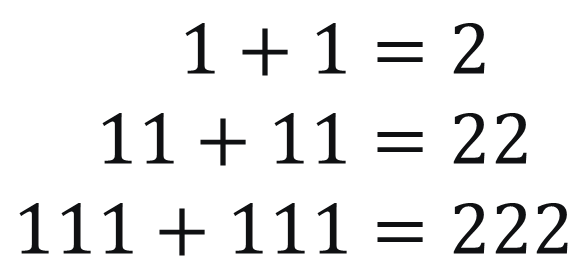 1 + 1 = 2
11 + 11 = 22
111 + 111 = 222